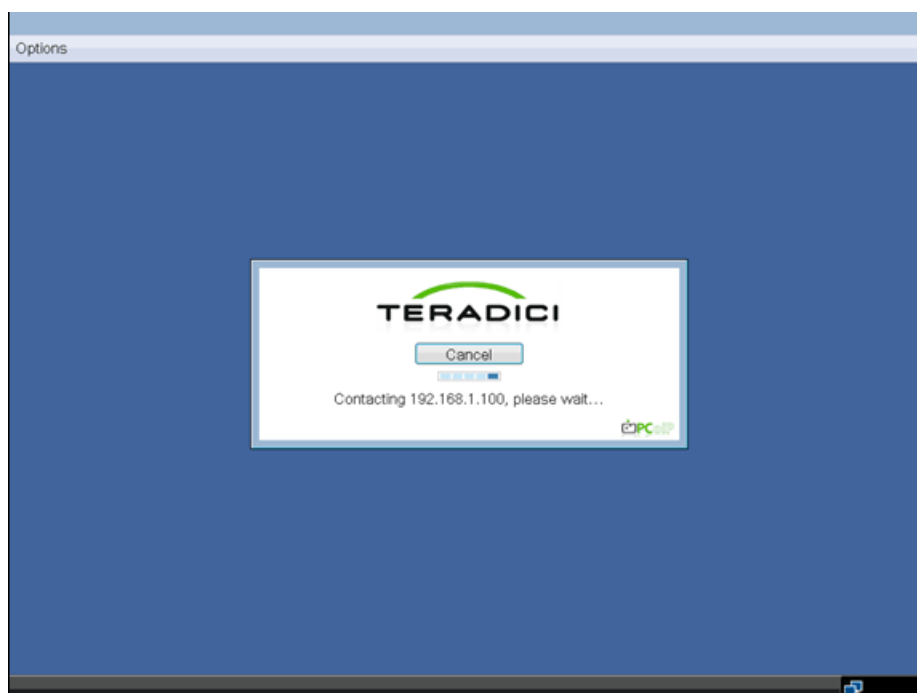 Options
TERADICI
Cancel
Contacting 192.168.1.100, please wait...
PCoIP